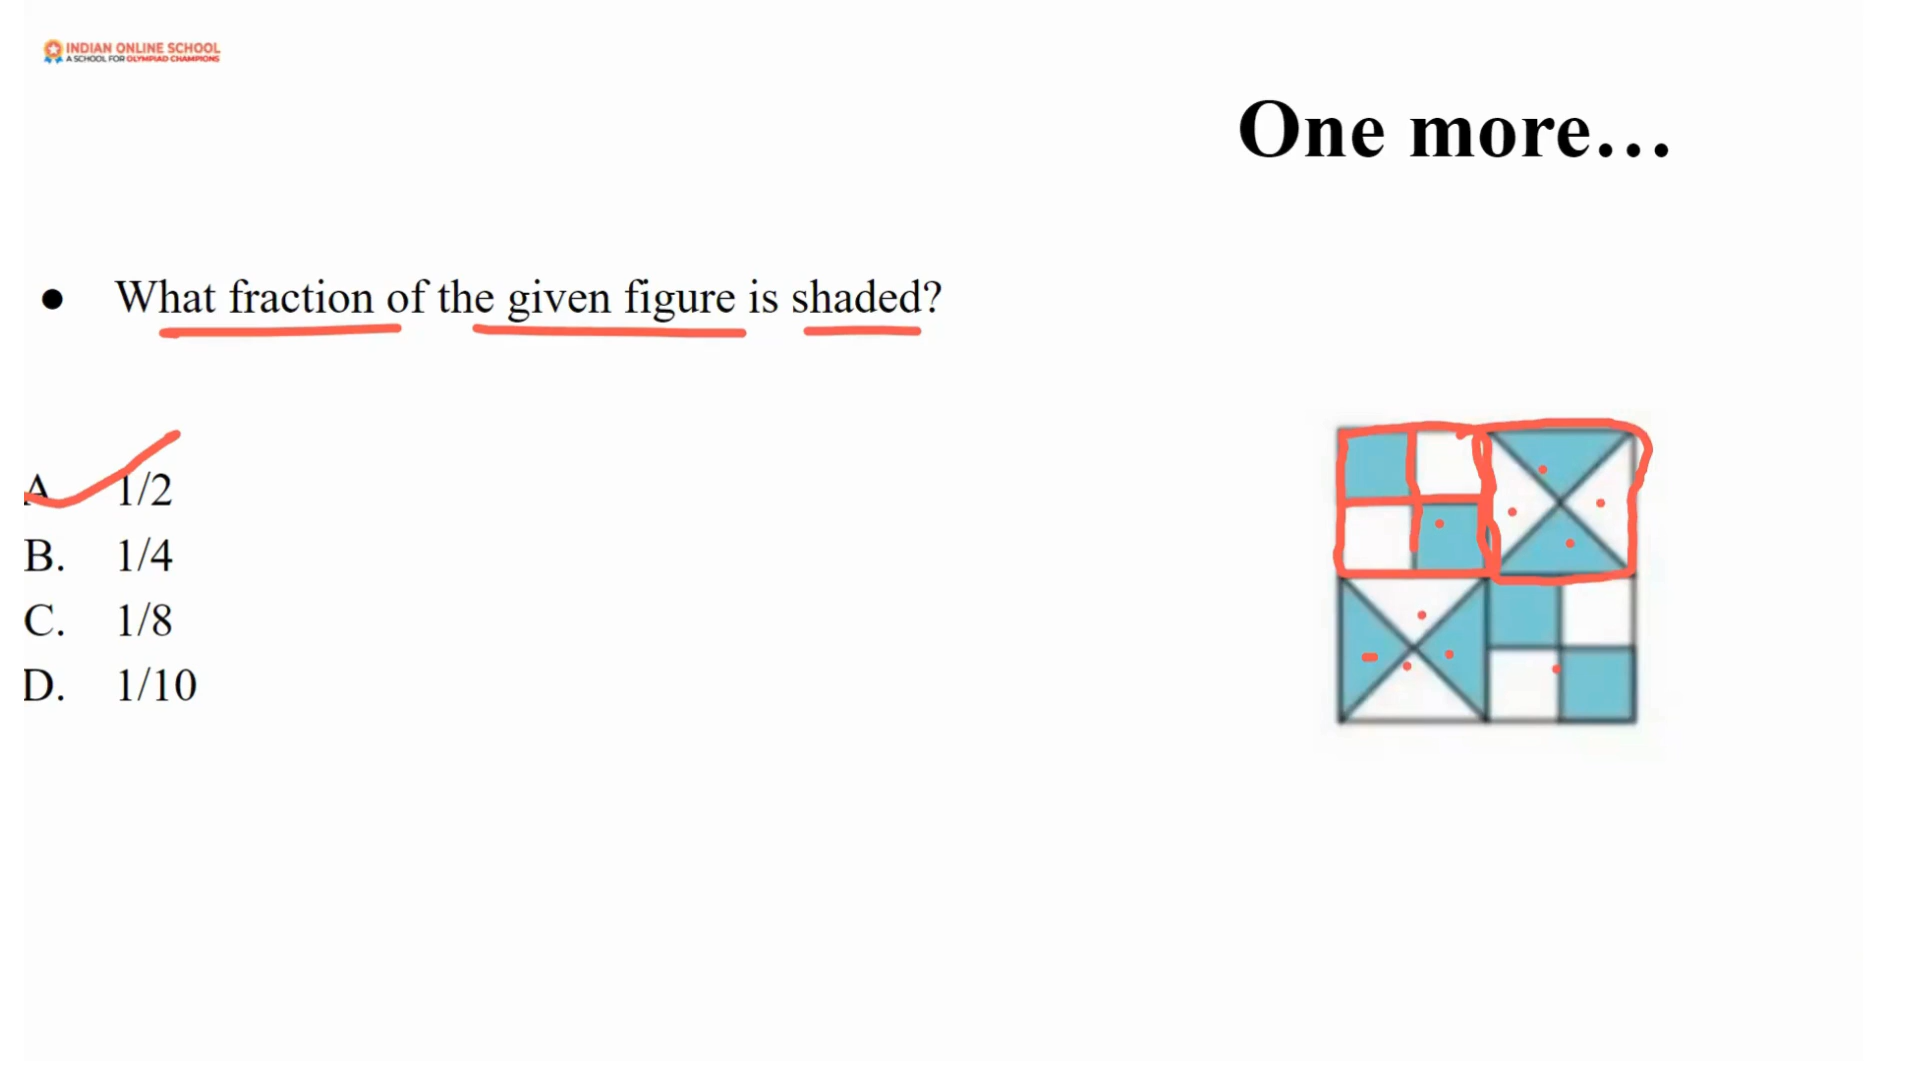 INDIAN ONLINE SCHOOL
A SCHOOL FOR OLYMPIAD CHAMPIONS
One more…
● What fraction of the given figure is shaded?
A 1/2
B. 1/4
C. 1/8
D. 1/10